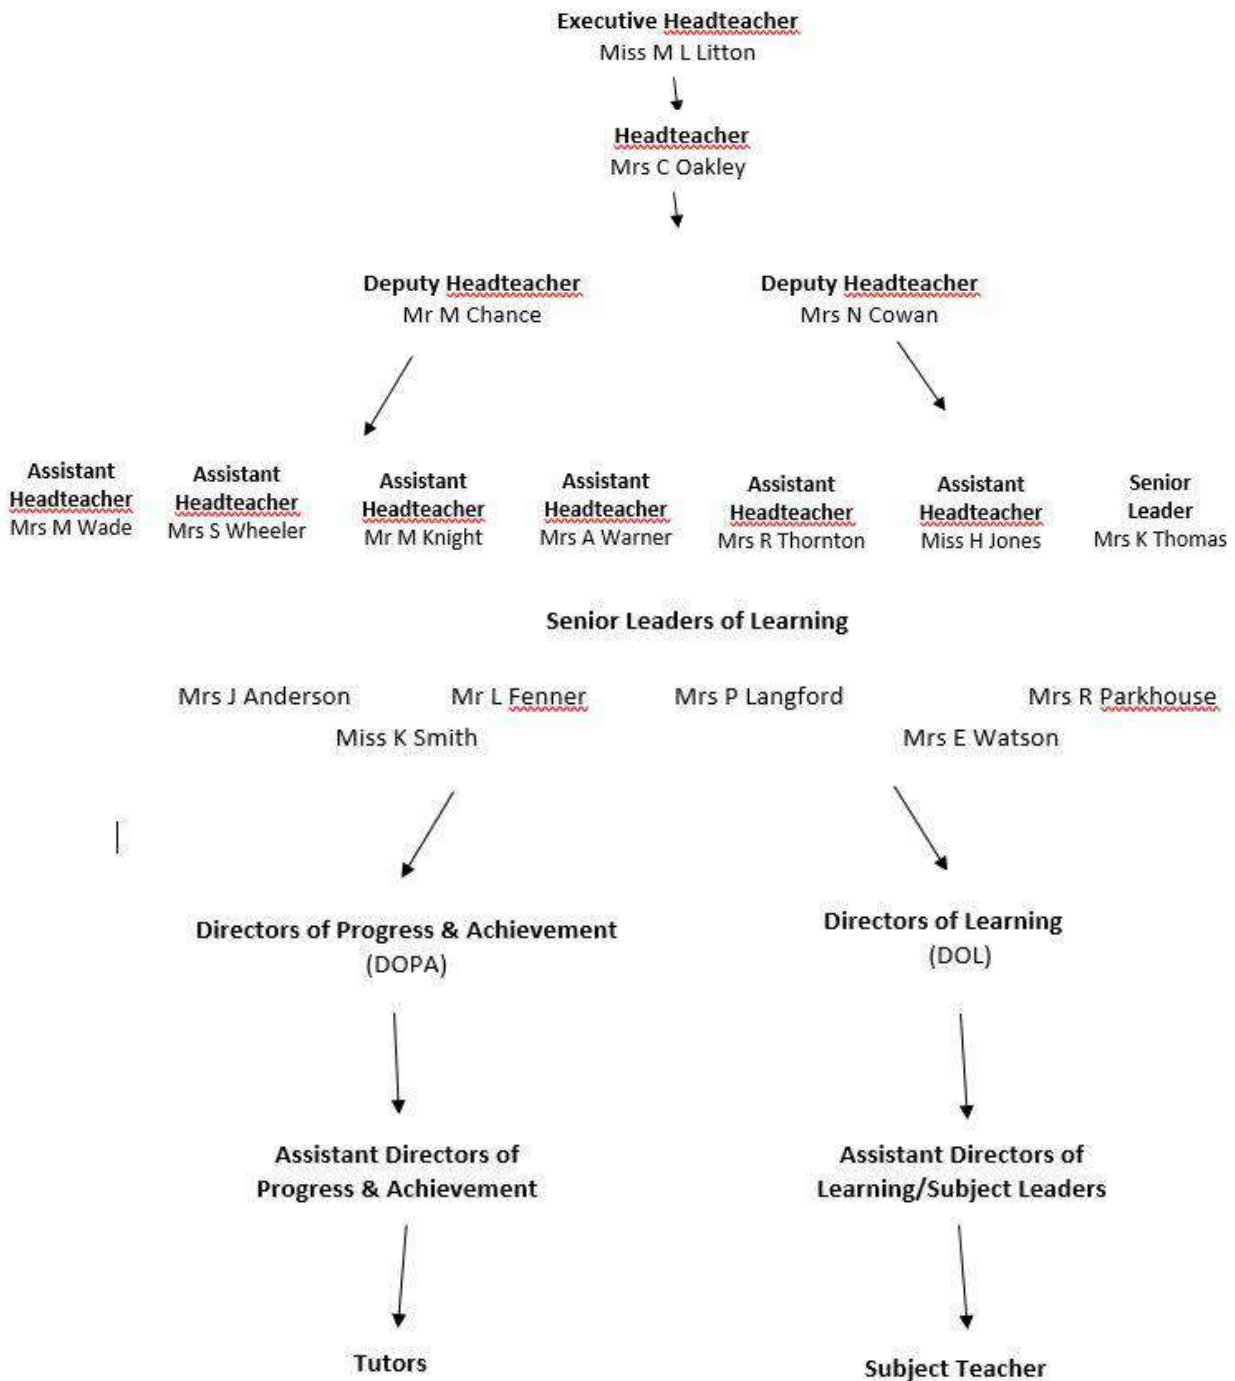 Executive Headteacher
Miss M L Litton
Headteacher
Mrs C Oakley
Deputy Headteacher
Mr M Chance
Deputy Headteacher
Mrs N Cowan
Assistant
Headteacher
Mrs M Wade
Assistant
Headteacher
Mrs S Wheeler
Assistant
Headteacher
Mr M Knight
Assistant
Headteacher
Mrs A Warner
Assistant
Headteacher
Mrs R Thornton
Assistant
Headteacher
Miss H Jones
Senior
Leader
Mrs K Thomas
Senior Leaders of Learning
Mrs J Anderson
Mr L Fenner
Mrs P Langford
Mrs R Parkhouse
Miss K Smith
Mrs E Watson
Directors of Progress & Achievement
(DOPA)
Directors of Learning
(DOL)
Assistant Directors of
Progress & Achievement
Assistant Directors of
Learning/Subject Leaders
Tutors
Subject Teacher